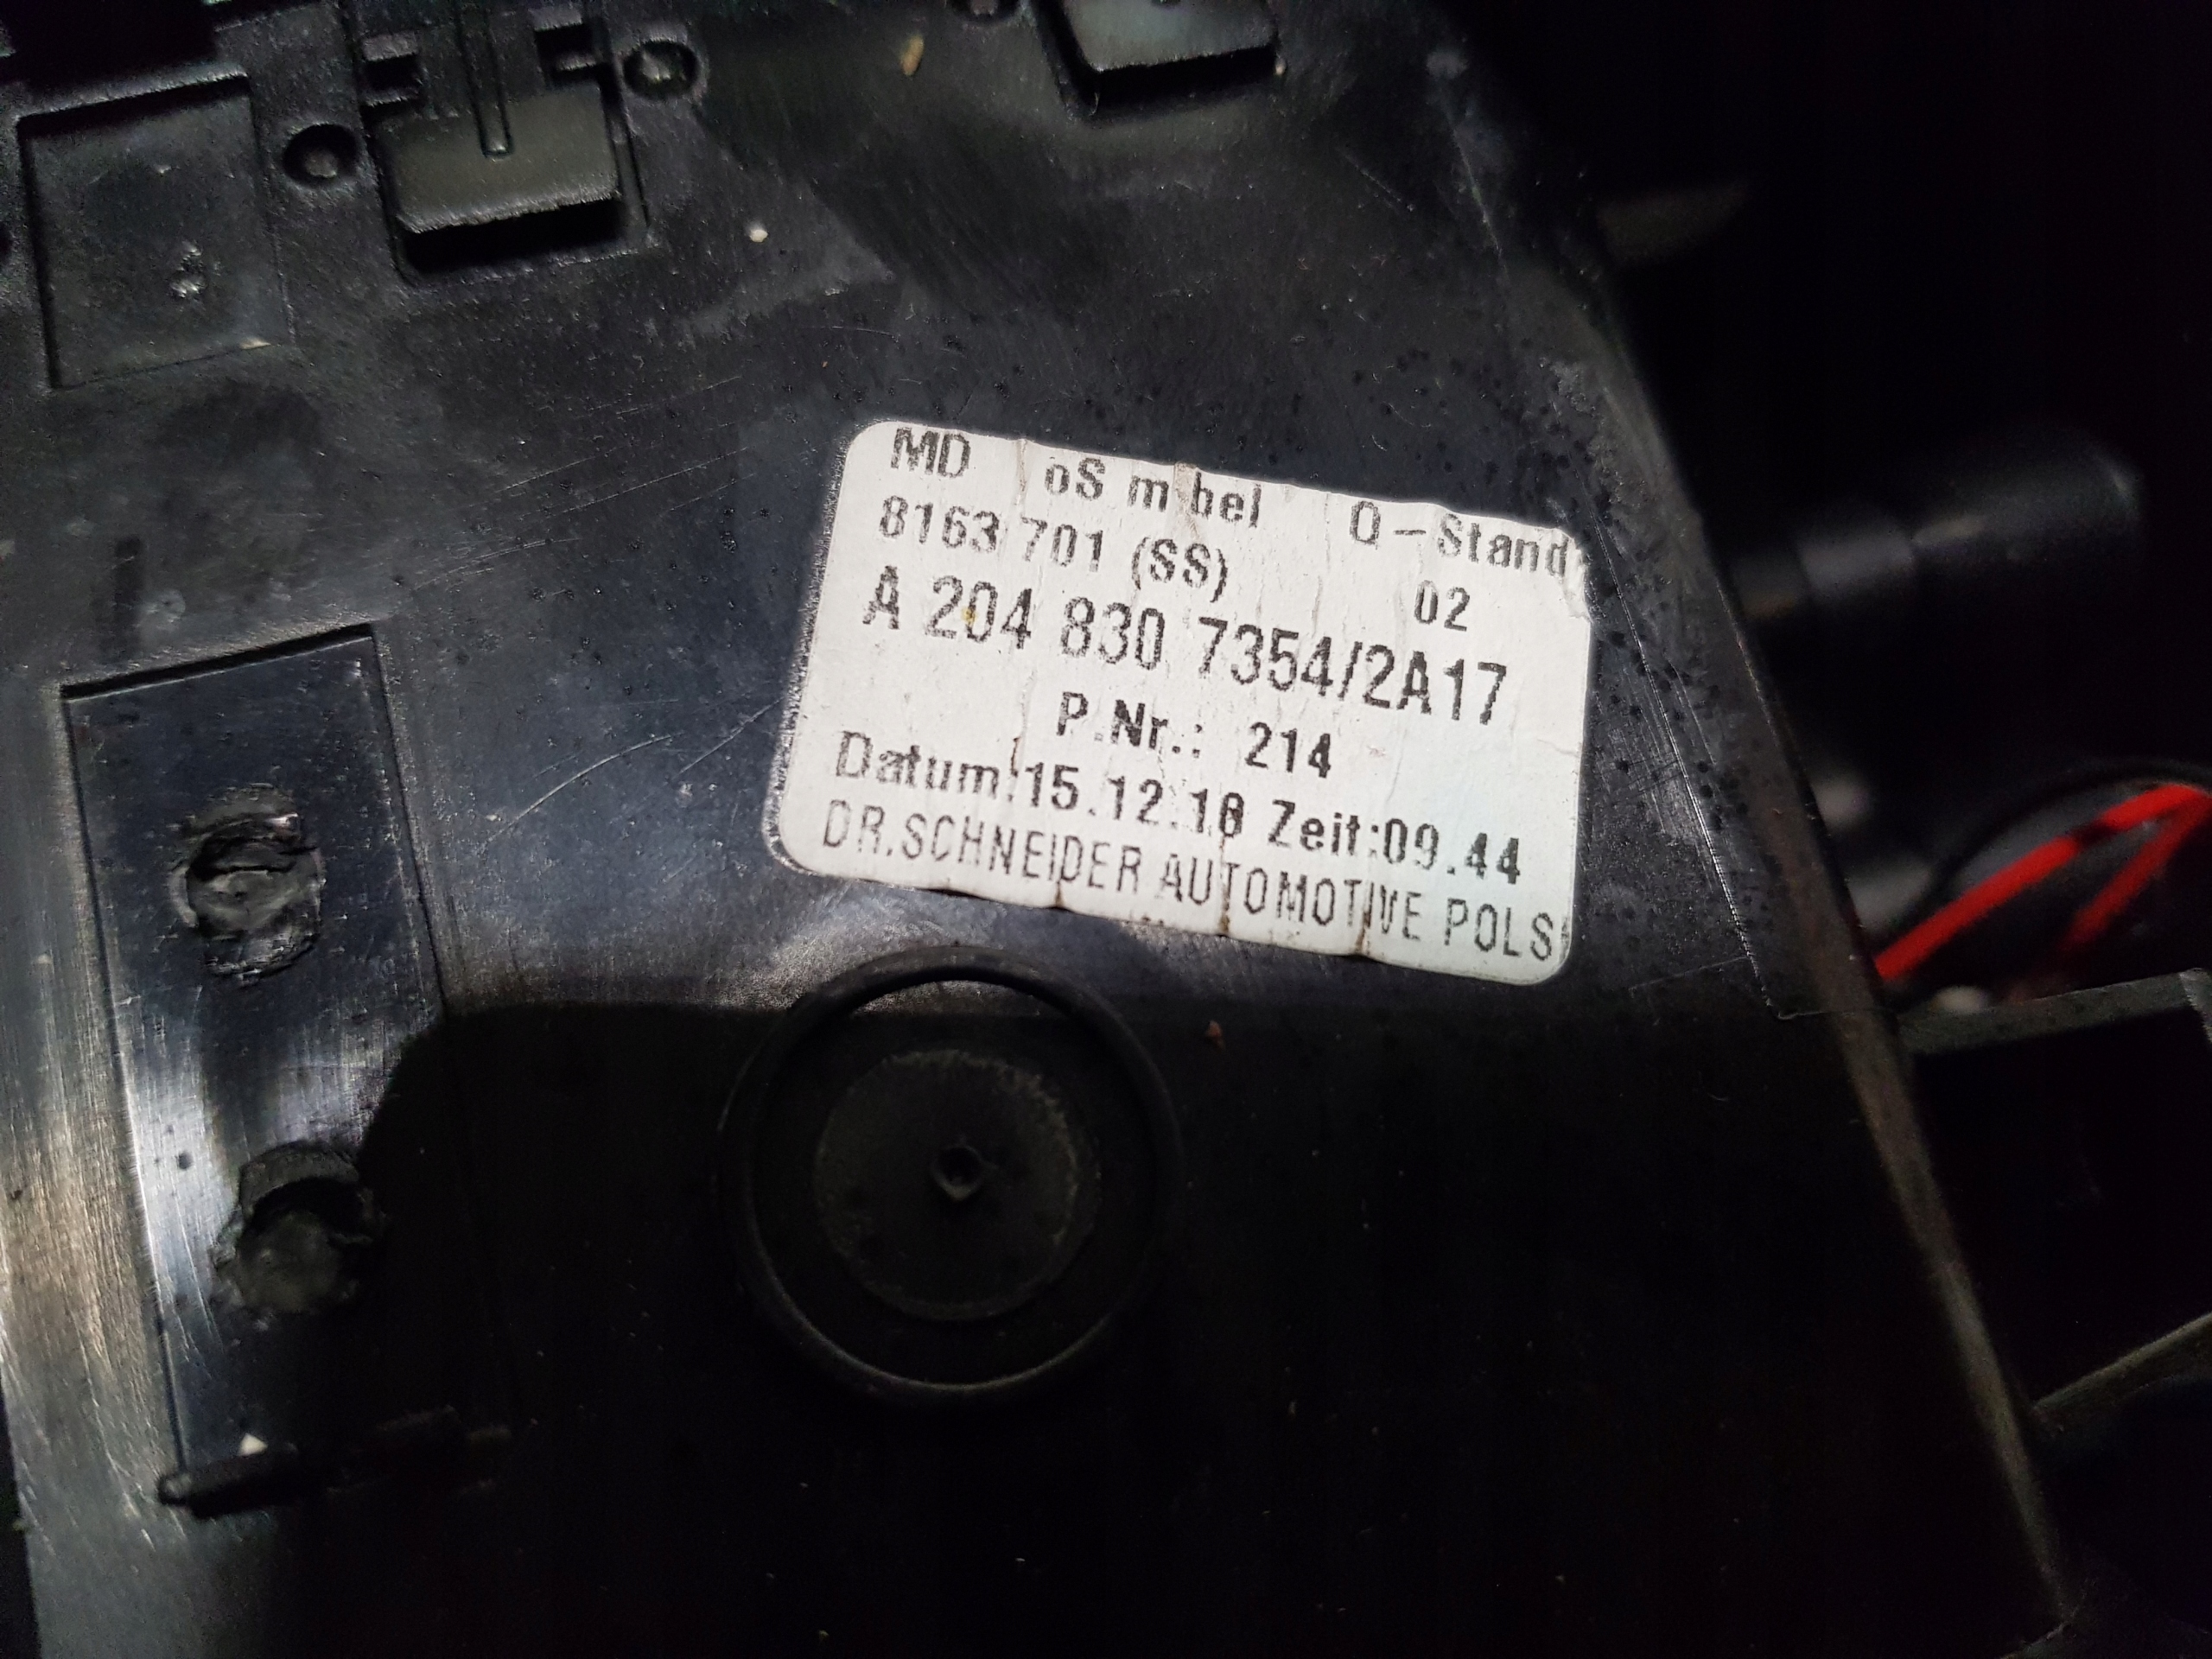 MD oS m bel Q-Stand
8163 701 (SS) 02
A 204 830 7354/2A17
P.Nr.: 214
Datum:15.12.10 Zeit:09.44
DR.SCHNEIDER AUTOMOTIVE POLS